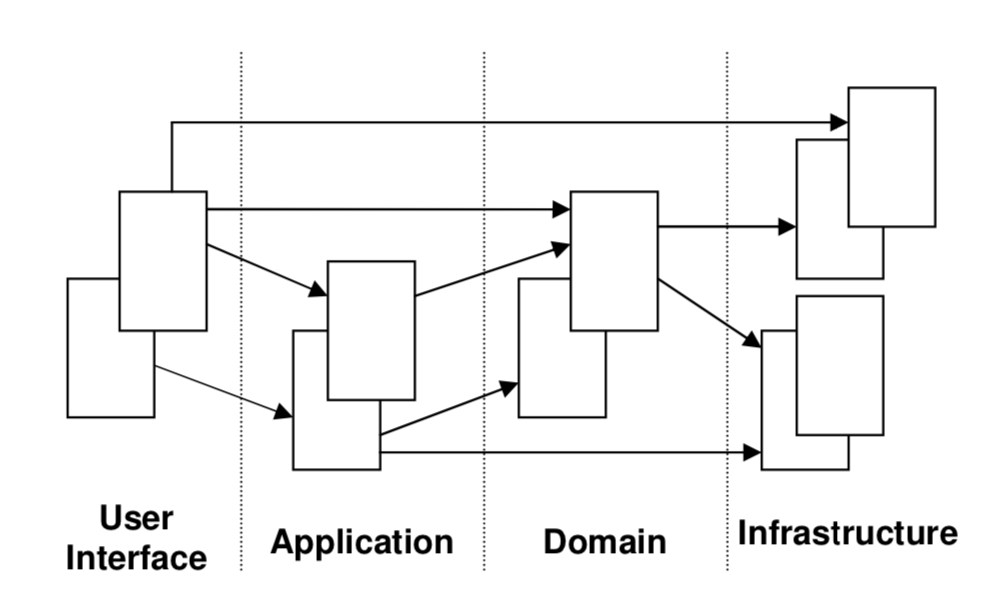 User
Interface
Application
Domain
Infrastructure